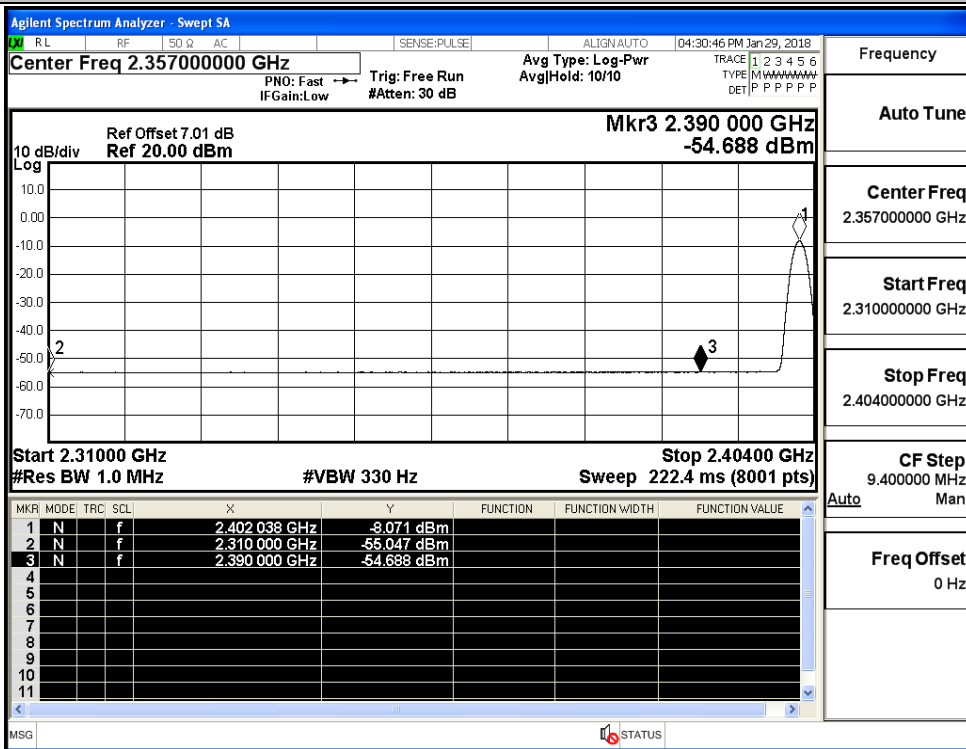 Agilent Spectrum Analyzer - Swept SA
LXI RL RF 50 Ω AC SENSE:PULSE ALIGN AUTO 04:30:46 PM Jan 29, 2018
Center Freq 2.357000000 GHz
PNO: Fast
IFGain:Low
Trig: Free Run
#Atten: 30 dB
Avg Type: Log-Pwr
Avg|Hold: 10/10
TRACE 1 2 3 4 5 6
TYPE M W W W W W
DET P P P P P P
Ref Offset 7.01 dB
10 dB/div Ref 20.00 dBm
Log
Mkr3 2.390 000 GHz
-54.688 dBm
10.0
0.00
-10.0
-20.0
-30.0
-40.0
-50.0
-60.0
-70.0
1
2
3
Start 2.31000 GHz Stop 2.40400 GHz
#Res BW 1.0 MHz #VBW 330 Hz Sweep 222.4 ms (8001 pts)
MKR MODE TRC SCL X Y FUNCTION FUNCTION WIDTH FUNCTION VALUE
1 N f 2.402 038 GHz -8.071 dBm
2 N f 2.310 000 GHz -55.047 dBm
3 N f 2.390 000 GHz -54.688 dBm
4
5
6
7
8
9
10
11
MSG STATUS
Frequency
Auto Tune
Center Freq
2.357000000 GHz
Start Freq
2.310000000 GHz
Stop Freq
2.404000000 GHz
CF Step
9.400000 MHz
Auto Man
Freq Offset
0 Hz